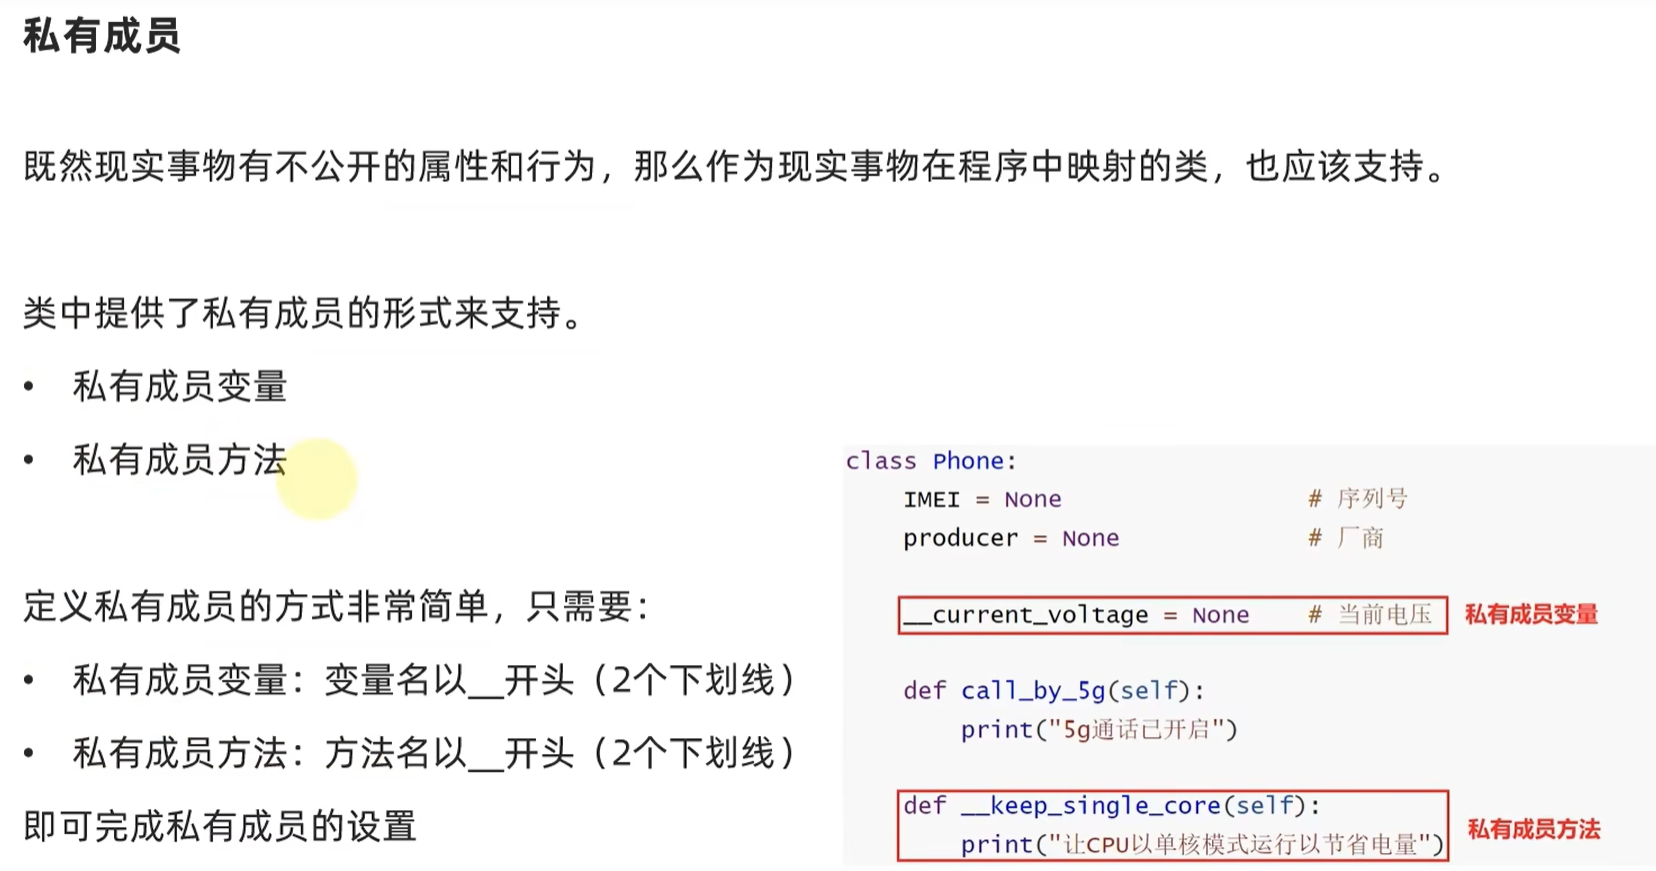 私有成员
既然现实事物有不公开的属性和行为，那么作为现实事物在程序中映射的类，也应该支持。
类中提供了私有成员的形式来支持。
• 私有成员变量
• 私有成员方法
定义私有成员的方式非常简单，只需要：
• 私有成员变量：变量名以__开头（2个下划线）
• 私有成员方法：方法名以__开头（2个下划线）
即可完成私有成员的设置
class Phone:
    IMEI = None    # 序列号
    producer = None    # 厂商
    __current_voltage = None    # 当前电压 私有成员变量
    def call_by_5g(self):
        print("5g通话已开启")
    def __keep_single_core(self):
        print("让CPU以单核模式运行以节省电量")
私有成员方法